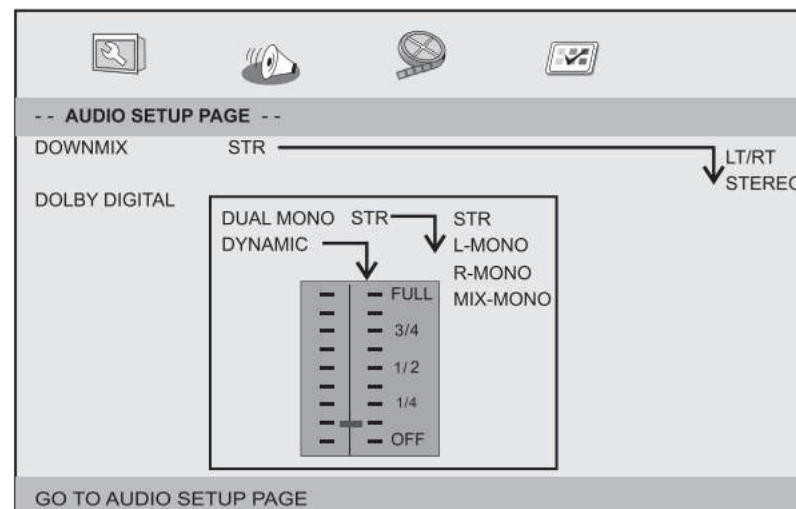 - - AUDIO SETUP PAGE - -
DOWNMIX STR LT/RT
STEREO
DOLBY DIGITAL
DUAL MONO STR STR
DYNAMIC L-MONO
R-MONO
FULL MIX-MONO
3/4
1/2
1/4
OFF
GO TO AUDIO SETUP PAGE